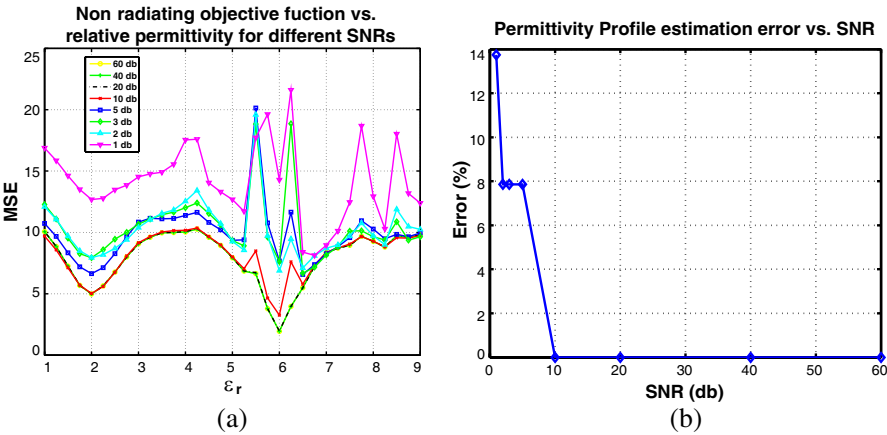 Non radiating objective fuction vs.
relative permittivity for different SNRs
25
20
15
10
5
0
MSE
60 db
40 db
20 db
10 db
5 db
3 db
2 db
1 db
1 2 3 4 5 6 7 8 9
εr
(a)
Permittivity Profile estimation error vs. SNR
14
12
10
8
6
4
2
0
Error (%)
0 10 20 30 40 50 60
SNR (db)
(b)